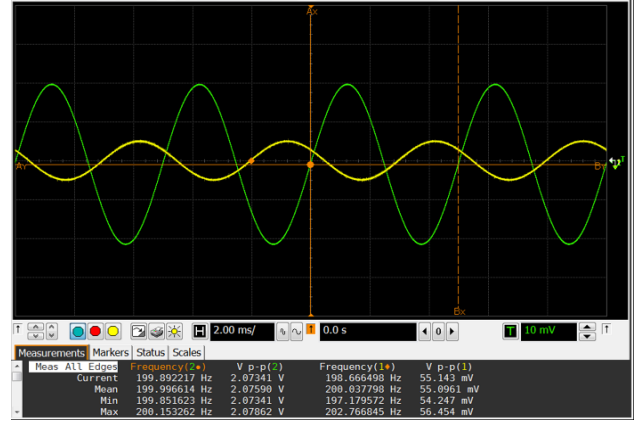 Ax
Ay
By
T
Bx
H 2.00 ms/ 0.0 s 0 T 10 mV
Measurements Markers Status Scales
Meas All Edges Frequency(2) V p-p(2) Frequency(1) V p-p(1)
Current 199.892217 Hz 2.07341 V 198.666498 Hz 55.143 mV
Mean 199.996614 Hz 2.07590 V 200.037798 Hz 55.0961 mV
Min 199.851623 Hz 2.07341 V 197.179572 Hz 54.247 mV
Max 200.153262 Hz 2.07862 V 202.766845 Hz 56.454 mV